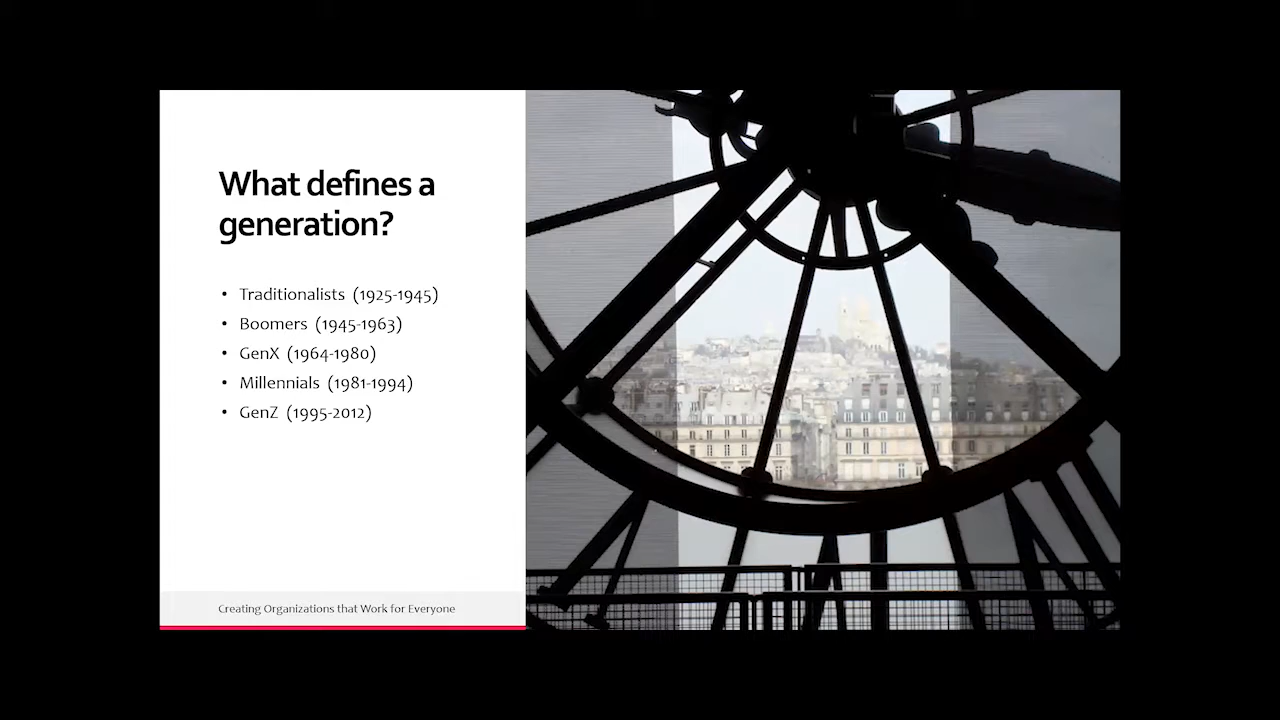 What defines a
generation?
• Traditionalists (1925-1945)
• Boomers (1945-1963)
• GenX (1964-1980)
• Millennials (1981-1994)
• GenZ (1995-2012)
Creating Organizations that Work for Everyone